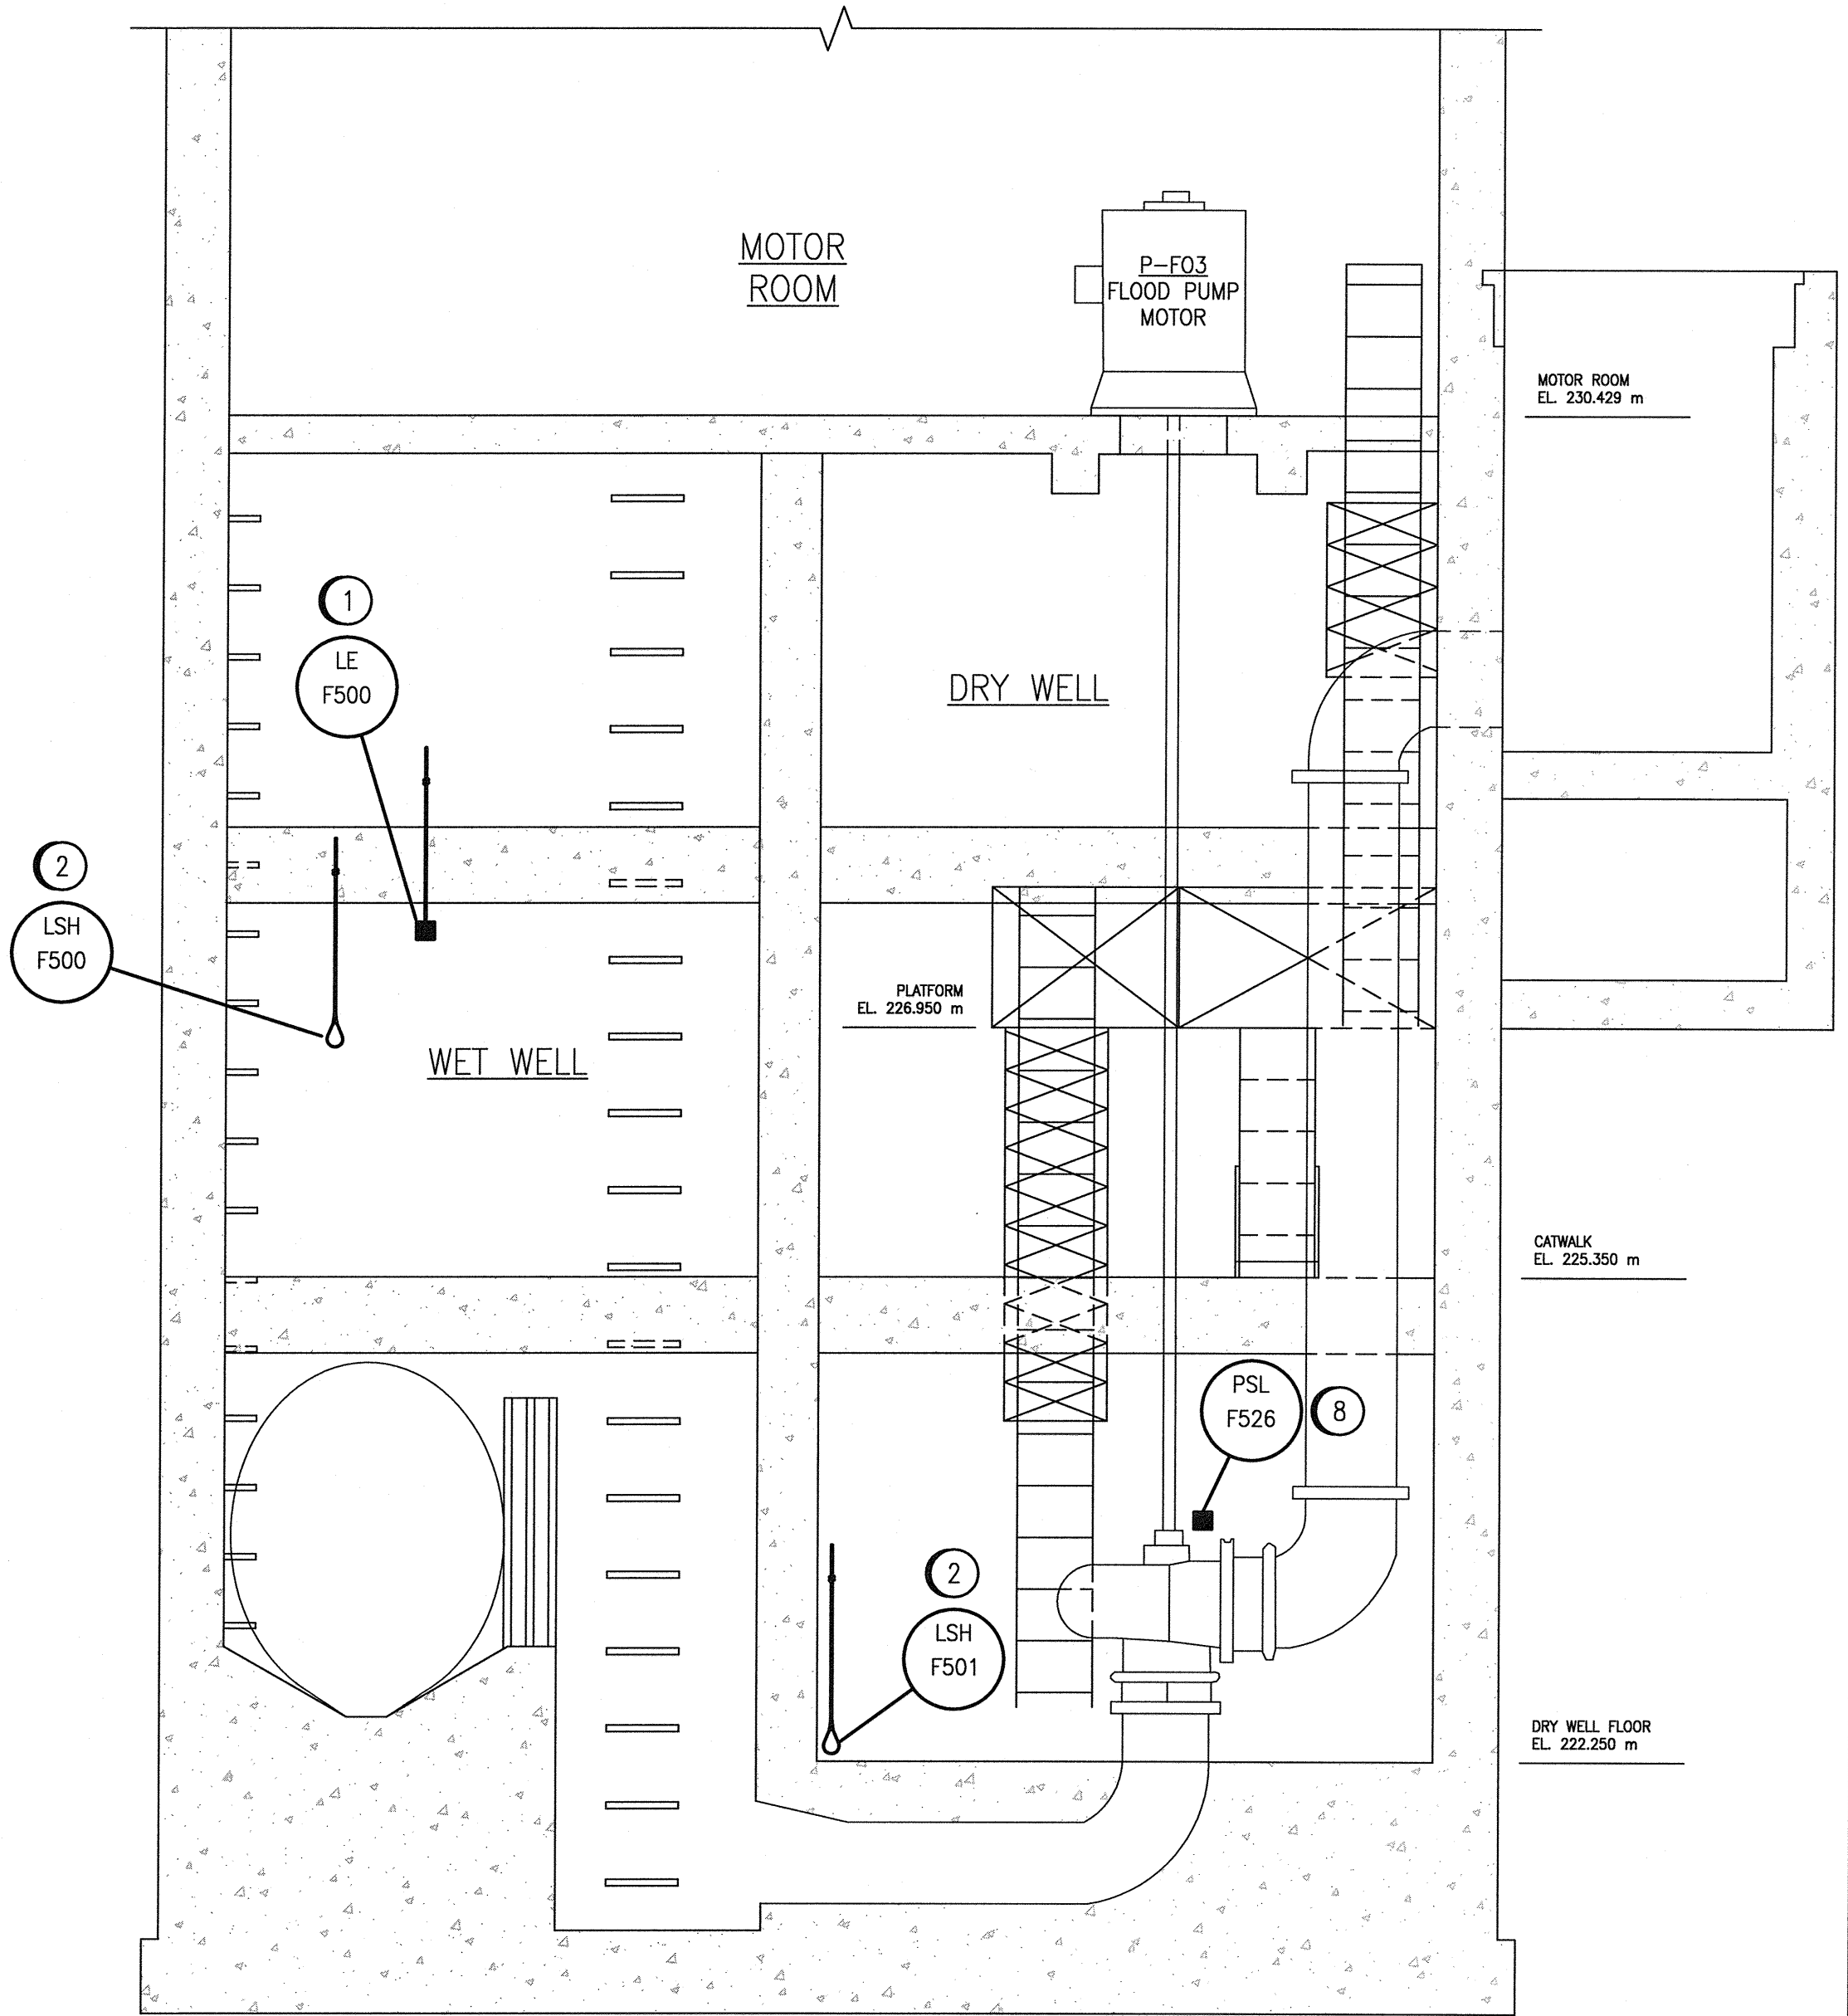 MOTOR
ROOM
P-F03
FLOOD PUMP
MOTOR
MOTOR ROOM
EL. 230.429 m
1
LE
F500
DRY WELL
2
LSH
F500
PLATFORM
EL. 226.950 m
WET WELL
CATWALK
EL. 225.350 m
PSL
F526
8
2
LSH
F501
DRY WELL FLOOR
EL. 222.250 m